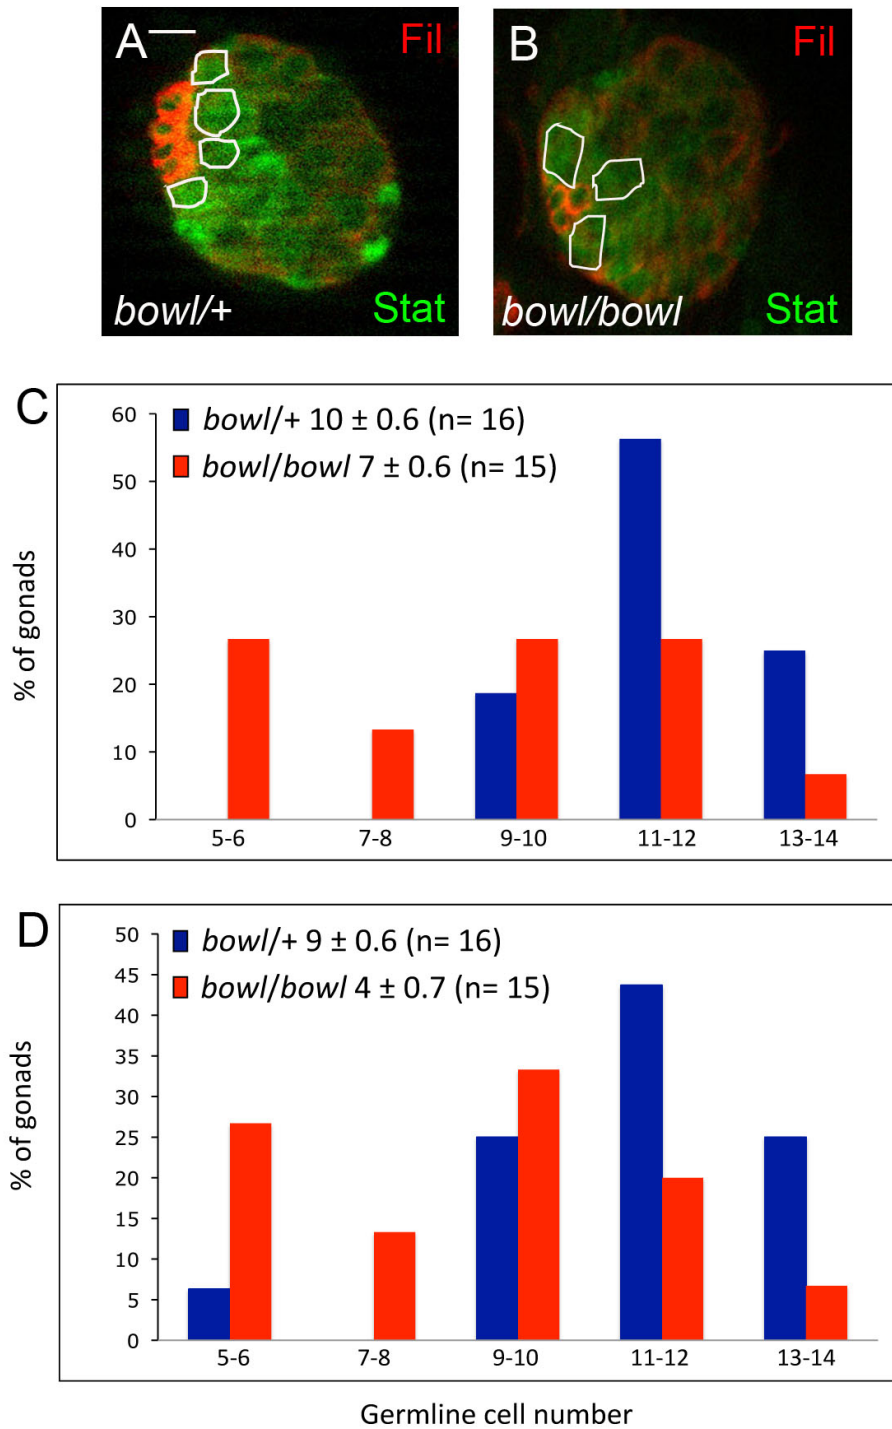 A Fil
bowl/+ Stat
B Fil
bowl/bowl Stat
C
bowl/+ 10 ± 0.6 (n= 16)
bowl/bowl 7 ± 0.6 (n= 15)
% of gonads
60
50
40
30
20
10
0
5-6 7-8 9-10 11-12 13-14
D
bowl/+ 9 ± 0.6 (n= 16)
bowl/bowl 4 ± 0.7 (n= 15)
% of gonads
50
45
40
35
30
25
20
15
10
5
0
5-6 7-8 9-10 11-12 13-14
Germline cell number